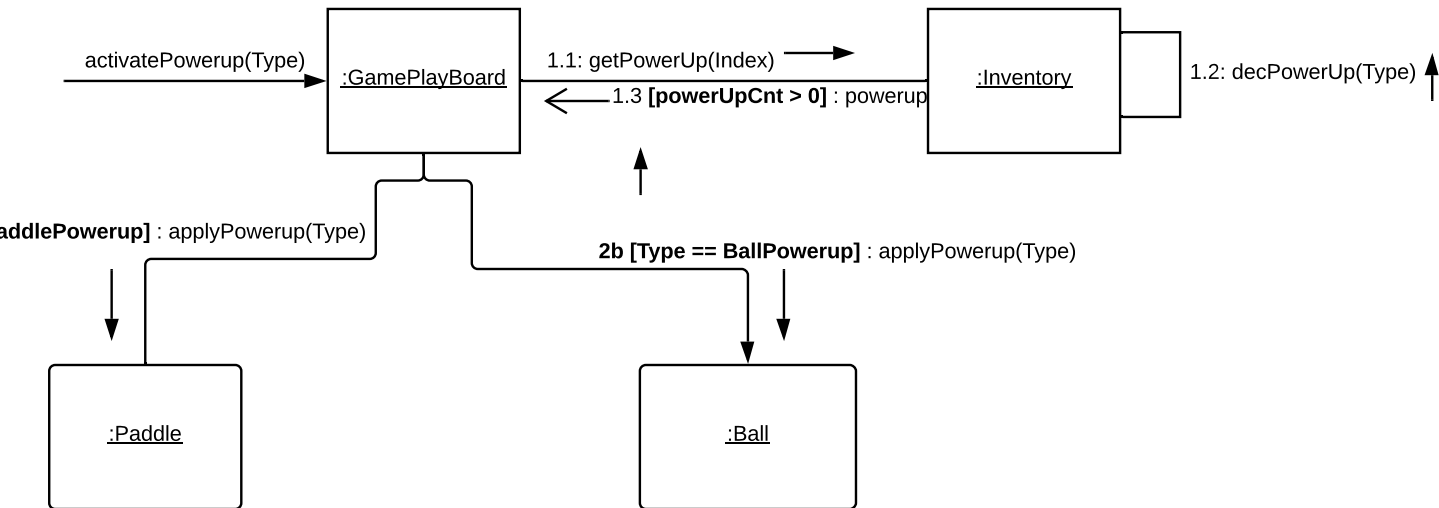 activatePowerup(Type)
:GamePlayBoard
1.1: getPowerUp(Index)
1.3 [powerUpCnt > 0] : powerup
:Inventory
1.2: decPowerUp(Type)
addlePowerup] : applyPowerup(Type)
2b [Type == BallPowerup] : applyPowerup(Type)
:Paddle
:Ball